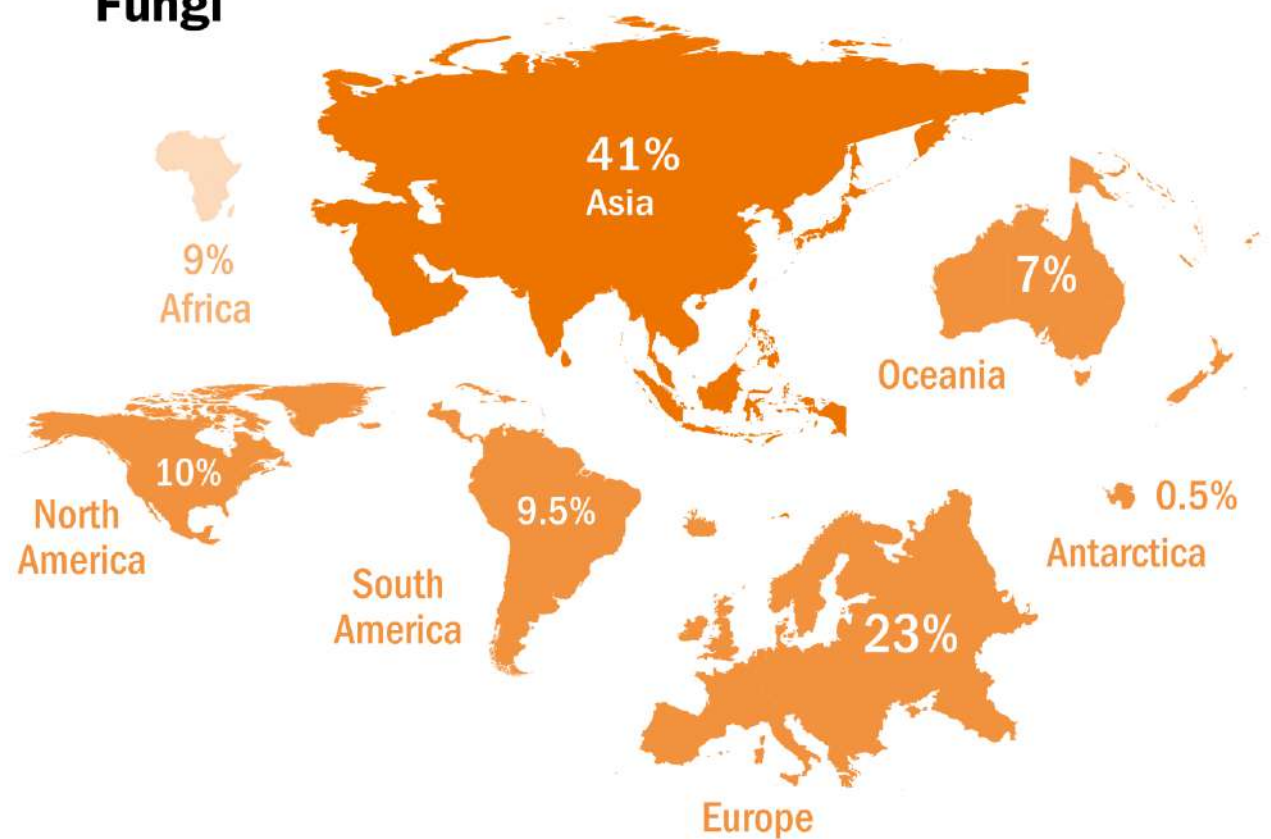 Fungi
41%
Asia
9%
Africa
7%
Oceania
10%
North
America
9.5%
South
America
0.5%
Antarctica
23%
Europe